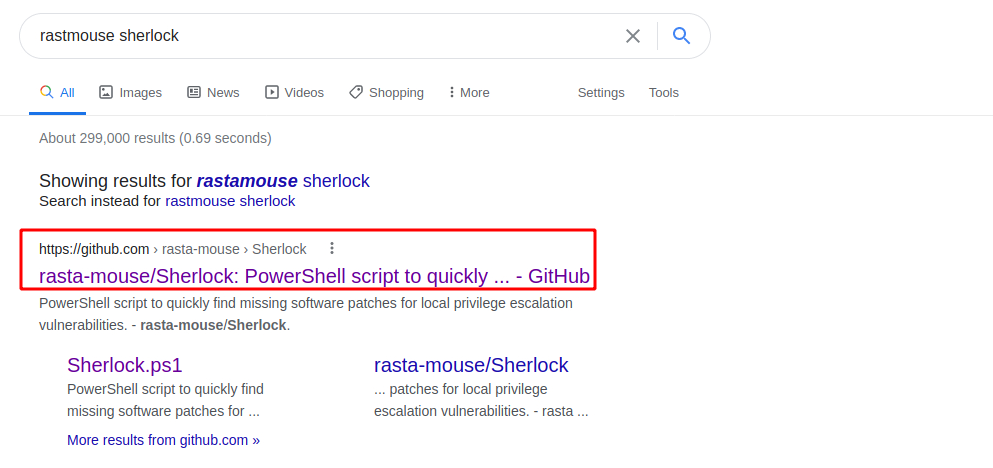 rastmouse sherlock
All Images News Videos Shopping More Settings Tools
About 299,000 results (0.69 seconds)
Showing results for rastamouse sherlock
Search instead for rastmouse sherlock
https://github.com › rasta-mouse › Sherlock
rasta-mouse/Sherlock: PowerShell script to quickly ... - GitHub
PowerShell script to quickly find missing software patches for local privilege escalation
vulnerabilities. - rasta-mouse/Sherlock.
Sherlock.ps1
PowerShell script to quickly find
missing software patches for ...
rasta-mouse/Sherlock
... patches for local privilege
escalation vulnerabilities. - rasta ...
More results from github.com »